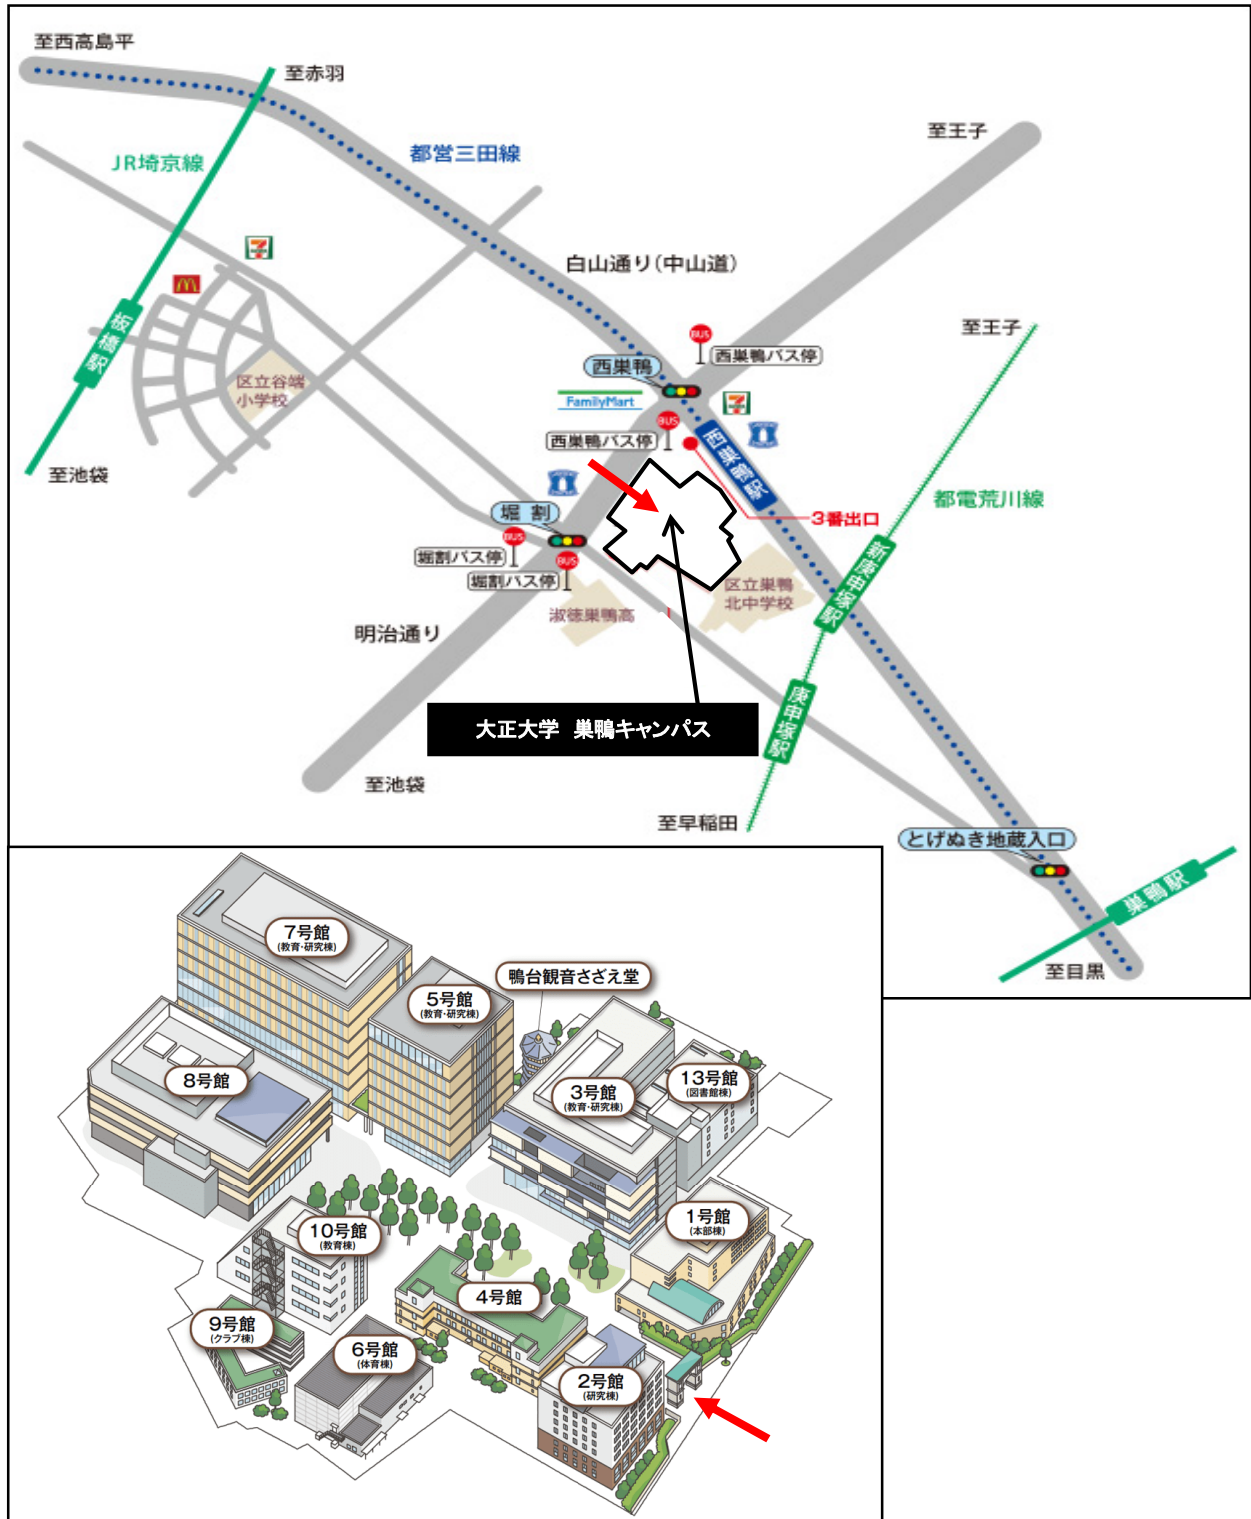 至西高島平
至赤羽
JR埼京線
都営三田線
至王子
白山通り(中山道)
板橋駅
区立谷端
小学校
至池袋
BUS
西巣鴨バス停
西巣鴨
FamilyMart
BUS
西巣鴨バス停
西巣鴨駅
至王子
都電荒川線
3番出口
堀 割
BUS
堀割バス停
BUS
堀割バス停
淑徳巣鴨高
区立巣鴨
北中学校
新庚申塚駅
明治通り
大正大学 巣鴨キャンパス
庚申塚駅
至池袋
至早稲田
とげぬき地蔵入口
巣鴨駅
至目黒
7号館
(教育・研究棟)
5号館
(教育・研究棟)
鴨台観音さざえ堂
8号館
3号館
(教育・研究棟)
13号館
(図書館棟)
10号館
(教育棟)
1号館
(本部棟)
4号館
9号館
(クラブ棟)
6号館
(体育棟)
2号館
(研究棟)